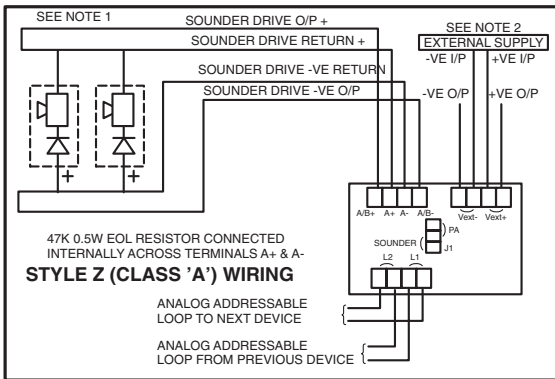 SEE NOTE 1
SOUNDER DRIVE O/P +
SOUNDER DRIVE RETURN +
SOUNDER DRIVE -VE RETURN
SOUNDER DRIVE -VE O/P
SEE NOTE 2
EXTERNAL SUPPLY
-VE I/P +VE I/P
-VE O/P +VE O/P
+ +
A/B+ A+ A- A/B- Vext- Vext+
PA
SOUNDER J1
L2 L1
47K 0.5W EOL RESISTOR CONNECTED
INTERNALLY ACROSS TERMINALS A+ & A-
STYLE Z (CLASS 'A') WIRING
ANALOG ADDRESSABLE
LOOP TO NEXT DEVICE
ANALOG ADDRESSABLE
LOOP FROM PREVIOUS DEVICE